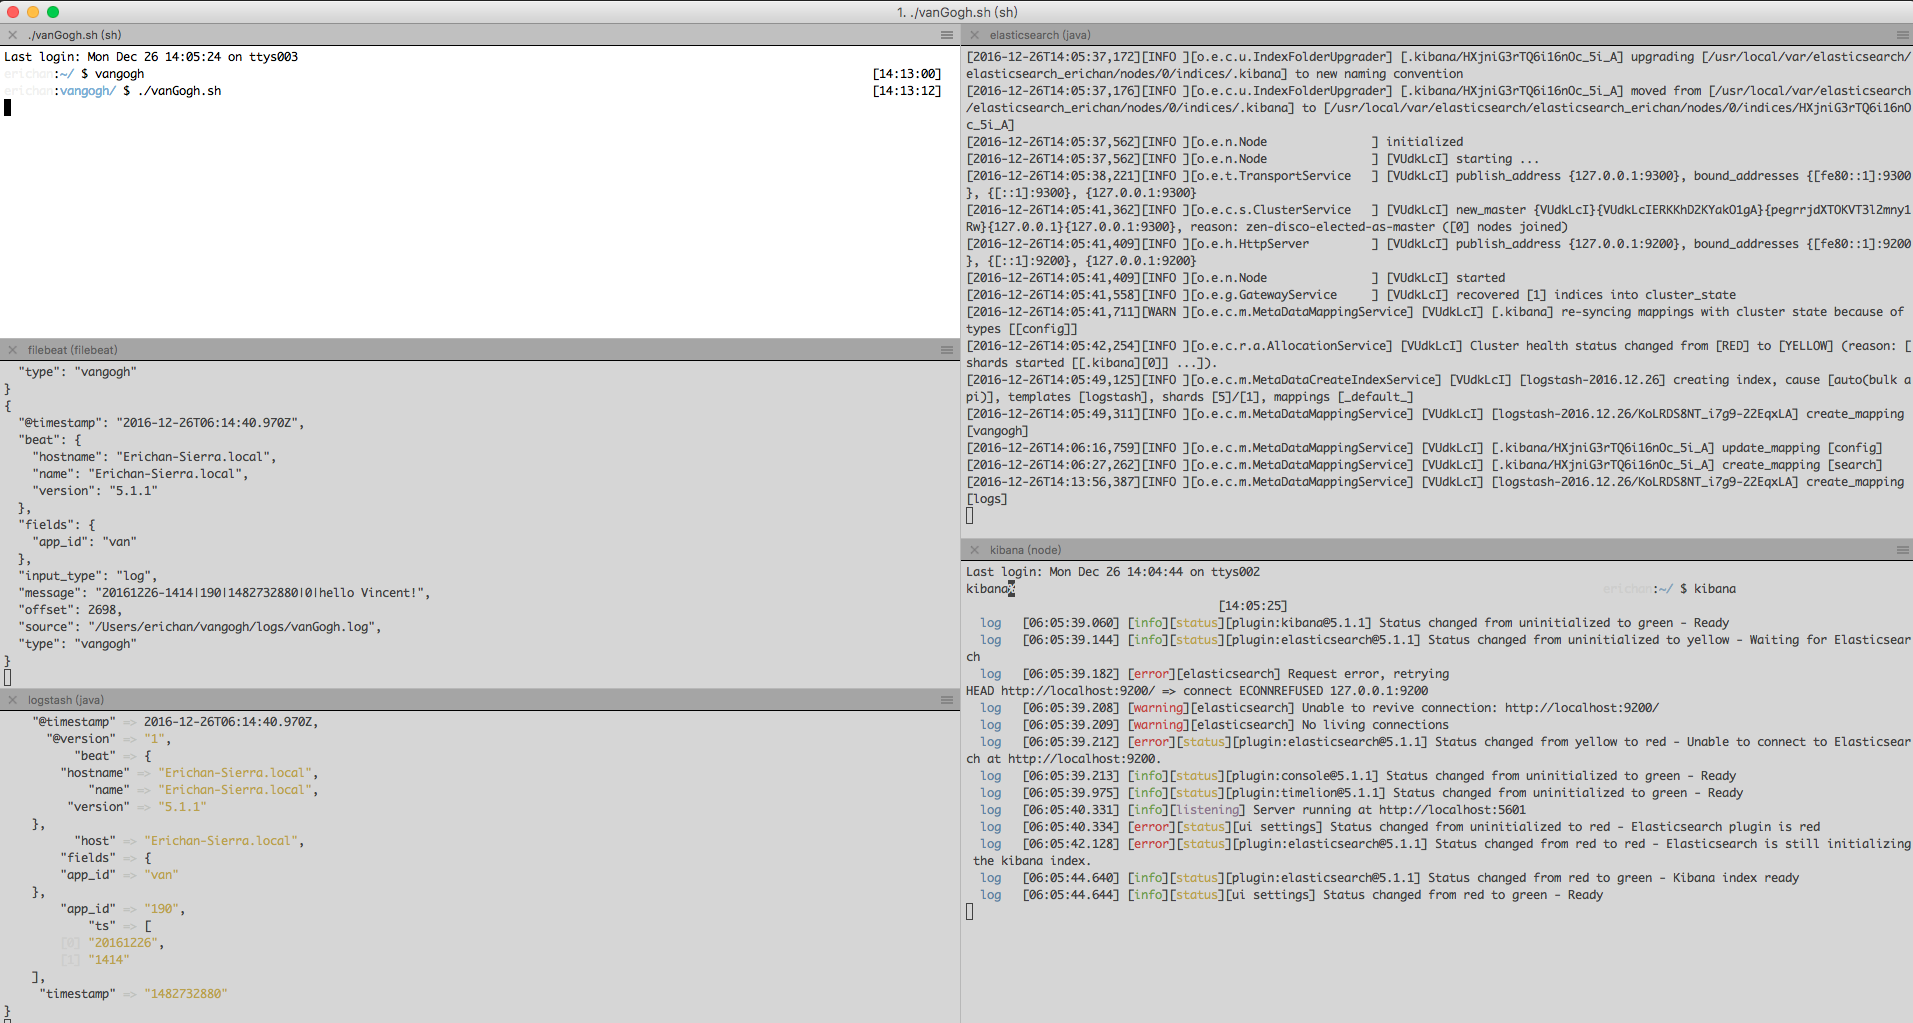 1. ./vanGogh.sh (sh)
./vanGogh.sh (sh)
Last login: Mon Dec 26 14:05:24 on ttys003
erichan:~/ $ vangogh [14:13:00]
erichan:vangogh/ $ ./vanGogh.sh [14:13:12]
filebeat (filebeat)
"type": "vangogh"
}
{
"@timestamp": "2016-12-26T06:14:40.970Z",
"beat": {
"hostname": "Erichan-Sierra.local",
"name": "Erichan-Sierra.local",
"version": "5.1.1"
},
"fields": {
"app_id": "van"
},
"input_type": "log",
"message": "20161226-1414|190|1482732880|0|hello Vincent!",
"offset": 2698,
"source": "/Users/erichan/vangogh/logs/vanGogh.log",
"type": "vangogh"
}
logstash (java)
"@timestamp" => 2016-12-26T06:14:40.970Z,
"@version" => "1",
"beat" => {
"hostname" => "Erichan-Sierra.local",
"name" => "Erichan-Sierra.local",
"version" => "5.1.1"
},
"host" => "Erichan-Sierra.local",
"fields" => {
"app_id" => "van"
},
"app_id" => "190",
"ts" => [
[0] "20161226",
[1] "1414"
],
"timestamp" => "1482732880"
}
elasticsearch (java)
[2016-12-26T14:05:37,172][INFO ][o.e.c.u.IndexFolderUpgrader] [.kibana/HXjniG3rTQ6i16nOc_5i_A] upgrading [/usr/local/var/elasticsearch/
elasticsearch_erichan/nodes/0/indices/.kibana] to new naming convention
[2016-12-26T14:05:37,176][INFO ][o.e.c.u.IndexFolderUpgrader] [.kibana/HXjniG3rTQ6i16nOc_5i_A] moved from [/usr/local/var/elasticsearch
/elasticsearch_erichan/nodes/0/indices/.kibana] to [/usr/local/var/elasticsearch/elasticsearch_erichan/nodes/0/indices/HXjniG3rTQ6i16nO
c_5i_A]
[2016-12-26T14:05:37,562][INFO ][o.e.n.Node ] initialized
[2016-12-26T14:05:37,562][INFO ][o.e.n.Node ] [VUdkLcI] starting ...
[2016-12-26T14:05:38,221][INFO ][o.e.t.TransportService ] [VUdkLcI] publish_address {127.0.0.1:9300}, bound_addresses {[fe80::1]:9300
}, {[::1]:9300}, {127.0.0.1:9300}
[2016-12-26T14:05:41,362][INFO ][o.e.c.s.ClusterService ] [VUdkLcI] new_master {VUdkLcI}{VUdkLcIERKKhD2KYakO1gA}{pegrrjdXTOKVT3l2mny1
Rw}{127.0.0.1}{127.0.0.1:9300}, reason: zen-disco-elected-as-master ([0] nodes joined)
[2016-12-26T14:05:41,409][INFO ][o.e.h.HttpServer ] [VUdkLcI] publish_address {127.0.0.1:9200}, bound_addresses {[fe80::1]:9200
}, {[::1]:9200}, {127.0.0.1:9200}
[2016-12-26T14:05:41,409][INFO ][o.e.n.Node ] [VUdkLcI] started
[2016-12-26T14:05:41,558][INFO ][o.e.g.GatewayService ] [VUdkLcI] recovered [1] indices into cluster_state
[2016-12-26T14:05:41,711][WARN ][o.e.c.m.MetaDataMappingService] [VUdkLcI] [.kibana] re-syncing mappings with cluster state because of
types [[config]]
[2016-12-26T14:05:42,254][INFO ][o.e.c.r.a.AllocationService] [VUdkLcI] Cluster health status changed from [RED] to [YELLOW] (reason: [
shards started [[.kibana][0]] ...]).
[2016-12-26T14:05:49,125][INFO ][o.e.c.m.MetaDataCreateIndexService] [VUdkLcI] [logstash-2016.12.26] creating index, cause [auto(bulk a
pi)], templates [logstash], shards [5]/[1], mappings [_default_]
[2016-12-26T14:05:49,311][INFO ][o.e.c.m.MetaDataMappingService] [VUdkLcI] [logstash-2016.12.26/KoLRDS8NT_i7g9-2ZEqxLA] create_mapping
[vangogh]
[2016-12-26T14:06:16,759][INFO ][o.e.c.m.MetaDataMappingService] [VUdkLcI] [.kibana/HXjniG3rTQ6i16nOc_5i_A] update_mapping [config]
[2016-12-26T14:06:27,262][INFO ][o.e.c.m.MetaDataMappingService] [VUdkLcI] [.kibana/HXjniG3rTQ6i16nOc_5i_A] create_mapping [search]
[2016-12-26T14:13:56,387][INFO ][o.e.c.m.MetaDataMappingService] [VUdkLcI] [logstash-2016.12.26/KoLRDS8NT_i7g9-2ZEqxLA] create_mapping
[logs]
kibana (node)
Last login: Mon Dec 26 14:04:44 on ttys002
kibana% erichan:~/ $ kibana
[14:05:25]
log [06:05:39.060] [info][status][plugin:kibana@5.1.1] Status changed from uninitialized to green - Ready
log [06:05:39.144] [info][status][plugin:elasticsearch@5.1.1] Status changed from uninitialized to yellow - Waiting for Elasticsear
ch
log [06:05:39.182] [error][elasticsearch] Request error, retrying
HEAD http://localhost:9200/ => connect ECONNREFUSED 127.0.0.1:9200
log [06:05:39.208] [warning][elasticsearch] Unable to revive connection: http://localhost:9200/
log [06:05:39.209] [warning][elasticsearch] No living connections
log [06:05:39.212] [error][status][plugin:elasticsearch@5.1.1] Status changed from yellow to red - Unable to connect to Elasticsear
ch at http://localhost:9200.
log [06:05:39.213] [info][status][plugin:console@5.1.1] Status changed from uninitialized to green - Ready
log [06:05:39.975] [info][status][plugin:timelion@5.1.1] Status changed from uninitialized to green - Ready
log [06:05:40.331] [info][listening] Server running at http://localhost:5601
log [06:05:40.334] [error][status][ui settings] Status changed from uninitialized to red - Elasticsearch plugin is red
log [06:05:42.128] [error][status][plugin:elasticsearch@5.1.1] Status changed from red to red - Elasticsearch is still initializing
the kibana index.
log [06:05:44.640] [info][status][plugin:elasticsearch@5.1.1] Status changed from red to green - Kibana index ready
log [06:05:44.644] [info][status][ui settings] Status changed from red to green - Ready